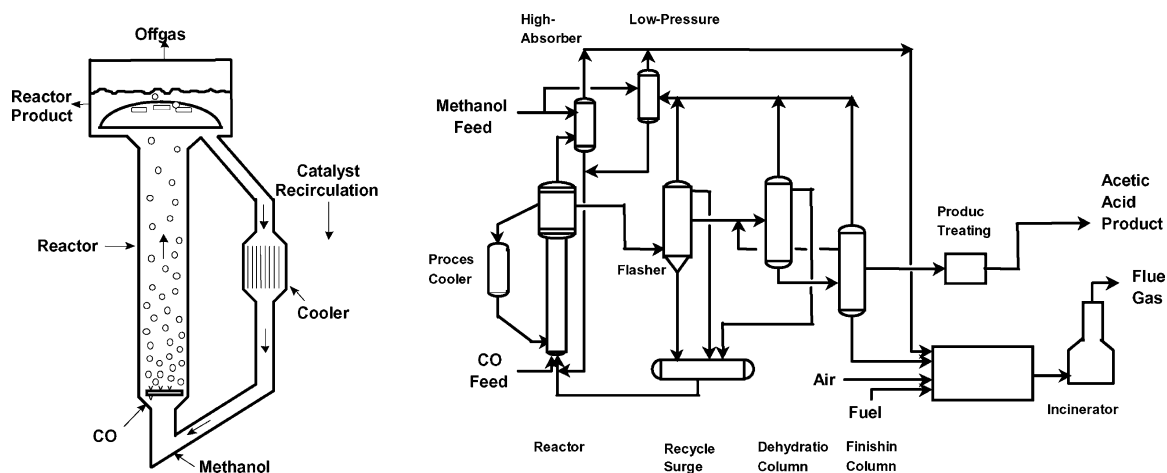 Offgas
Reactor
Product
Catalyst
Recirculation
Reactor
Cooler
CO
Methanol
High-
Absorber
Low-Pressure
Methanol
Feed
Acetic
Acid
Product
Produc
Treating
Proces
Cooler
Flasher
Flue
Gas
CO
Feed
Air
Fuel
Incinerator
Reactor
Recycle
Surge
Dehydratio
Column
Finishin
Column